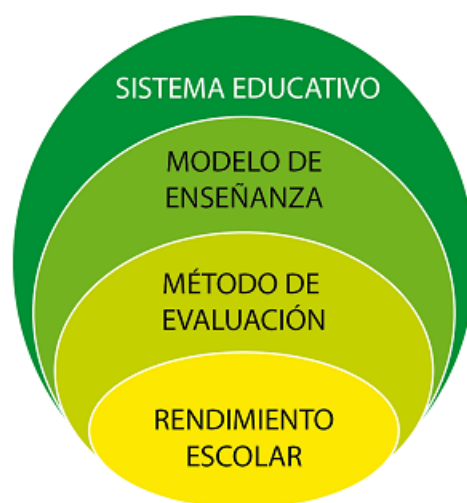 SISTEMA EDUCATIVO
MODELO DE
ENSEÑANZA
MÉTODO DE
EVALUACIÓN
RENDIMIENTO
ESCOLAR